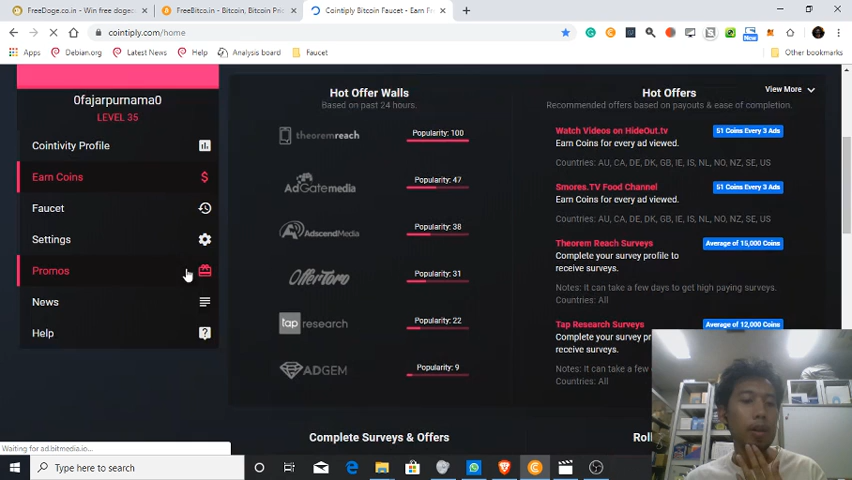 FreeDoge.co.in - Win free dogec
FreeBitco.in - Bitcoin, Bitcoin Pri
Cointiply Bitcoin Faucet - Earn Fr
cointiply.com/home
Apps
Debian.org
Latest News
Help
Analysis board
Faucet
New
Other bookmarks
0fajarpurnama0
LEVEL 35
Cointivity Profile
Earn Coins
Faucet
Settings
Promos
News
Help
Hot Offer Walls
Based on past 24 hours.
theoremreach
Popularity: 100
AdGatemedia
Popularity: 47
AdscendMedia
Popularity: 38
OfferToro
Popularity: 31
tap research
Popularity: 22
ADGEM
Popularity: 9
Complete Surveys & Offers
Hot Offers
View More
Recommended offers based on payouts & ease of completion.
Watch Videos on HideOut.tv
51 Coins Every 3 Ads
Earn Coins for every ad viewed.
Countries: AU, CA, DE, DK, GB, IE, IS, NL, NO, NZ, SE, US
Smores.TV Food Channel
51 Coins Every 3 Ads
Earn Coins for every ad viewed.
Countries: AU, CA, DE, DK, GB, IE, IS, NL, NO, NZ, SE, US
Theorem Reach Surveys
Average of 15,000 Coins
Complete your survey profile to
receive surveys.
Notes: It can take a few days to get high paying surveys.
Countries: All
Tap Research Surveys
Average of 12,000 Coins
Complete your survey pr
receive surveys.
Notes: It can take a few
Countries: All
Roll
Waiting for ad.bitmedia.io...
Type here to search